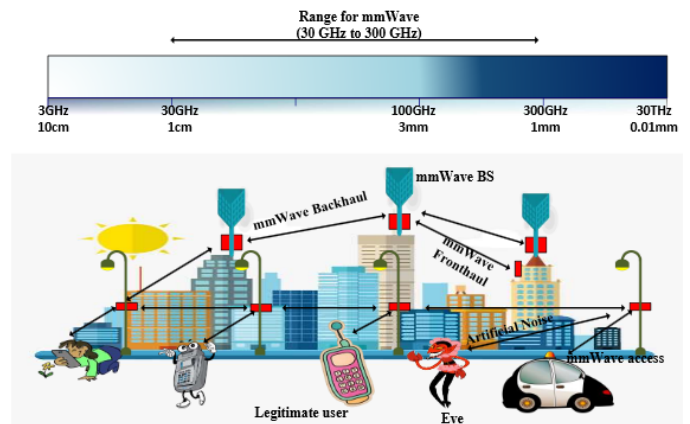 Range for mmWave
(30 GHz to 300 GHz)
3GHz 30GHz 100GHz 300GHz 30THz
10cm 1cm 3mm 1mm 0.01mm
mmWave BS
mmWave Backhaul
mmWave
Fronthaul
Artificial Noise
mmWave access
Legitimate user
Eve